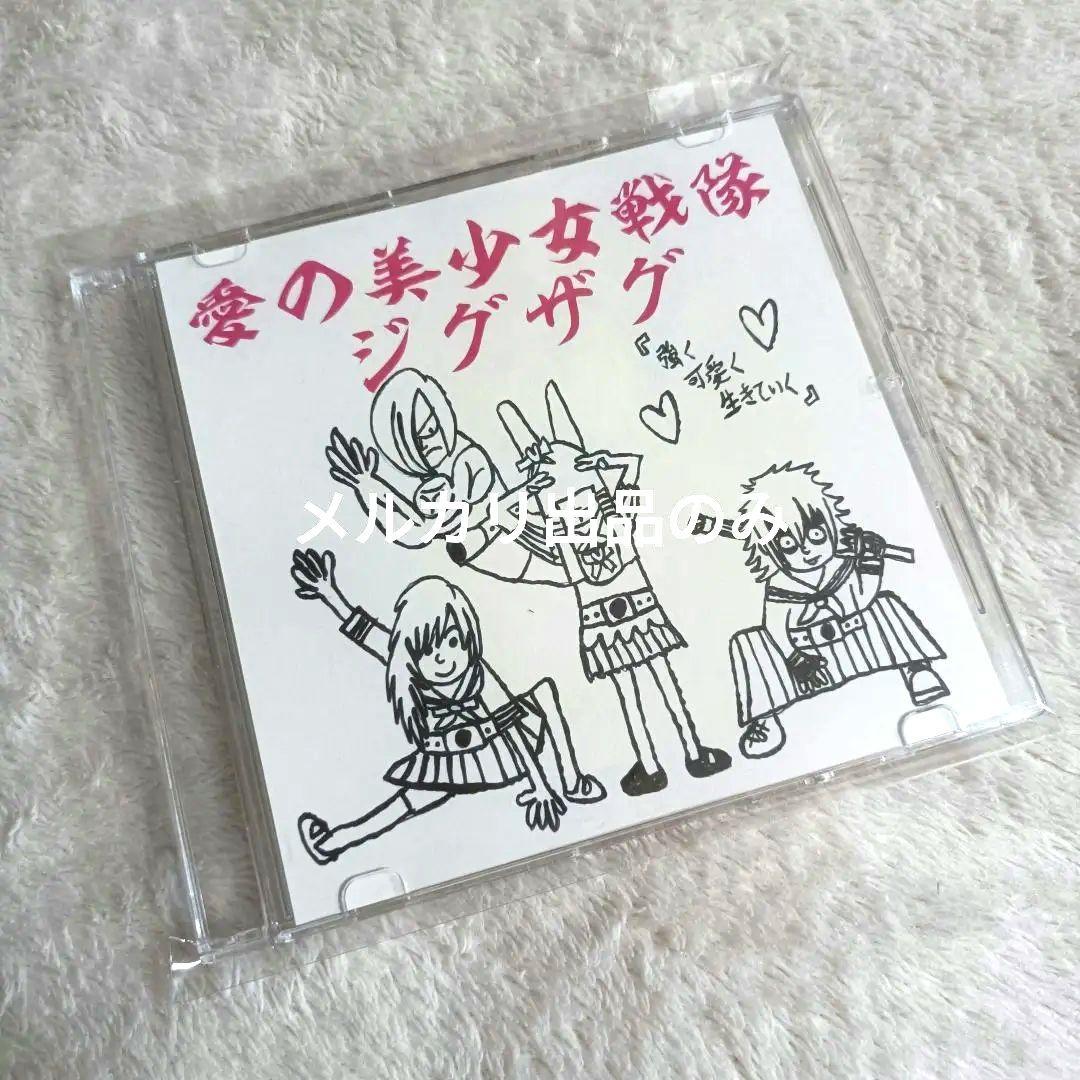 愛の美少女戦隊
ジグザグ
『強く
可愛く
生きていく』
メルカリ出品のみ